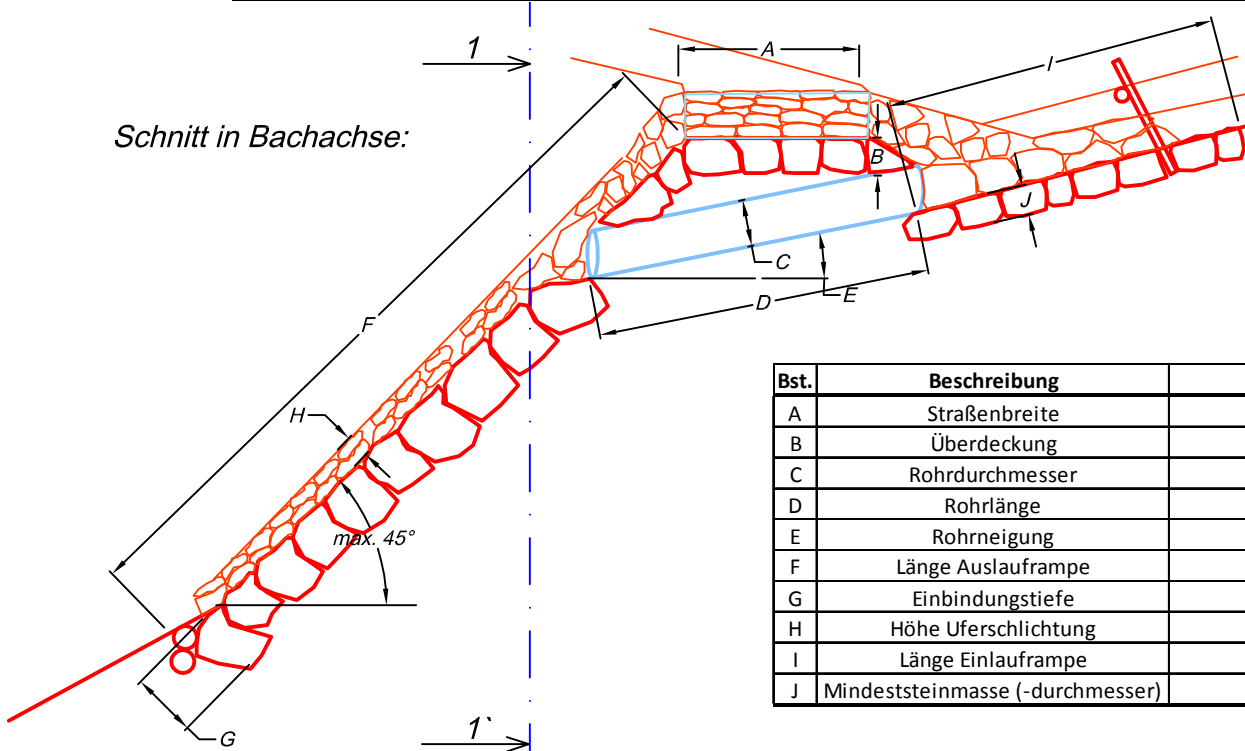 1
A
I
Schnitt in Bachachse:
B
J
C
E
D
F
H
max. 45°
G
1`
Bst. Beschreibung
A Straßenbreite
B Überdeckung
C Rohrdurchmesser
D Rohrlänge
E Rohrneigung
F Länge Auslauframpe
G Einbindungstiefe
H Höhe Uferschlichtung
I Länge Einlauframpe
J Mindeststeinmasse (-durchmesser)